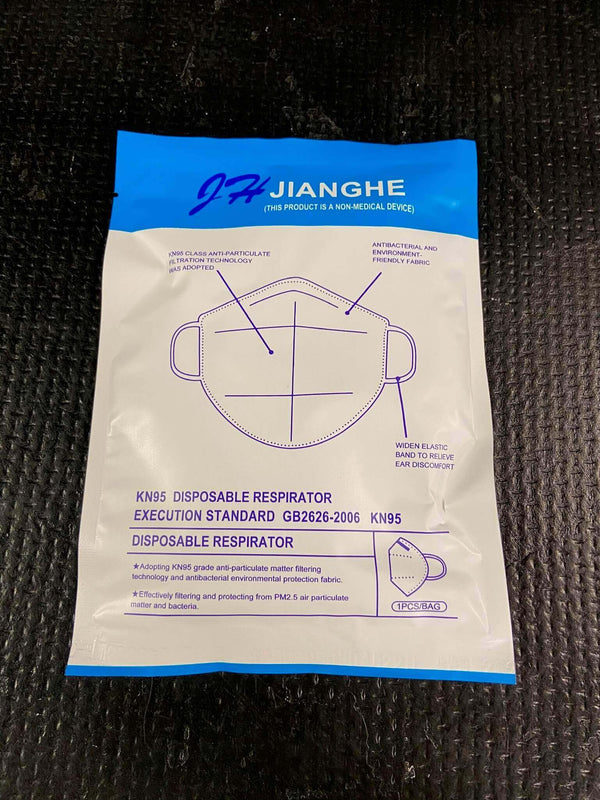 JH JIANGHE
(THIS PRODUCT IS A NON-MEDICAL DEVICE)
KN95 CLASS ANTI-PARTICULATE
FILTRATION TECHNOLOGY
WAS ADOPTED
ANTIBACTERIAL AND
ENVIRONMENT-
FRIENDLY FABRIC
WIDEN ELASTIC
BAND TO RELIEVE
EAR DISCOMFORT
KN95 DISPOSABLE RESPIRATOR
EXECUTION STANDARD GB2626-2006 KN95
DISPOSABLE RESPIRATOR
★Adopting KN95 grade anti-particulate matter filtering
technology and antibacterial environmental protection fabric.
★Effectively filtering and protecting from PM2.5 air particulate
matter and bacteria.
1PCS/BAG